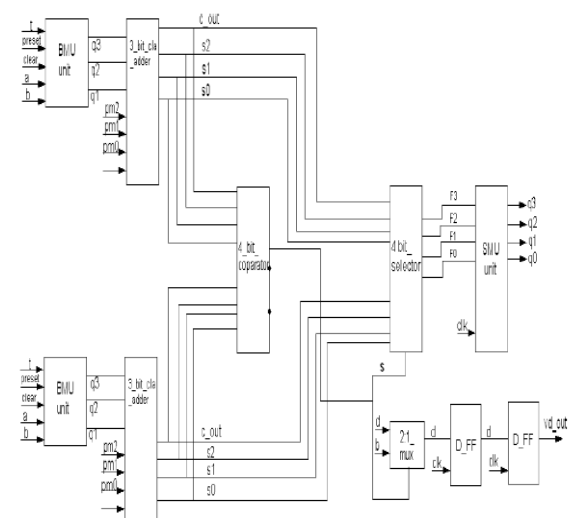 t
preset
clear
a
b
BMU
unit
q3
q2
q1
3_bit_cla
_adder
pm2
pm1
pm0
c_out
s2
s1
s0
4_bit_
coparator
4 bit_
selector
F3
F2
F1
F0
SMU
unit
clk
q3
q2
q1
q0
t
preset
clear
a
b
BMU
unit
q3
q2
q1
3_bit_cla
_adder
pm2
pm1
pm0
c_out
s2
s1
s0
s
d
b
2:1_
mux
d
clk
D_FF
d
clk
D_FF
vd_out